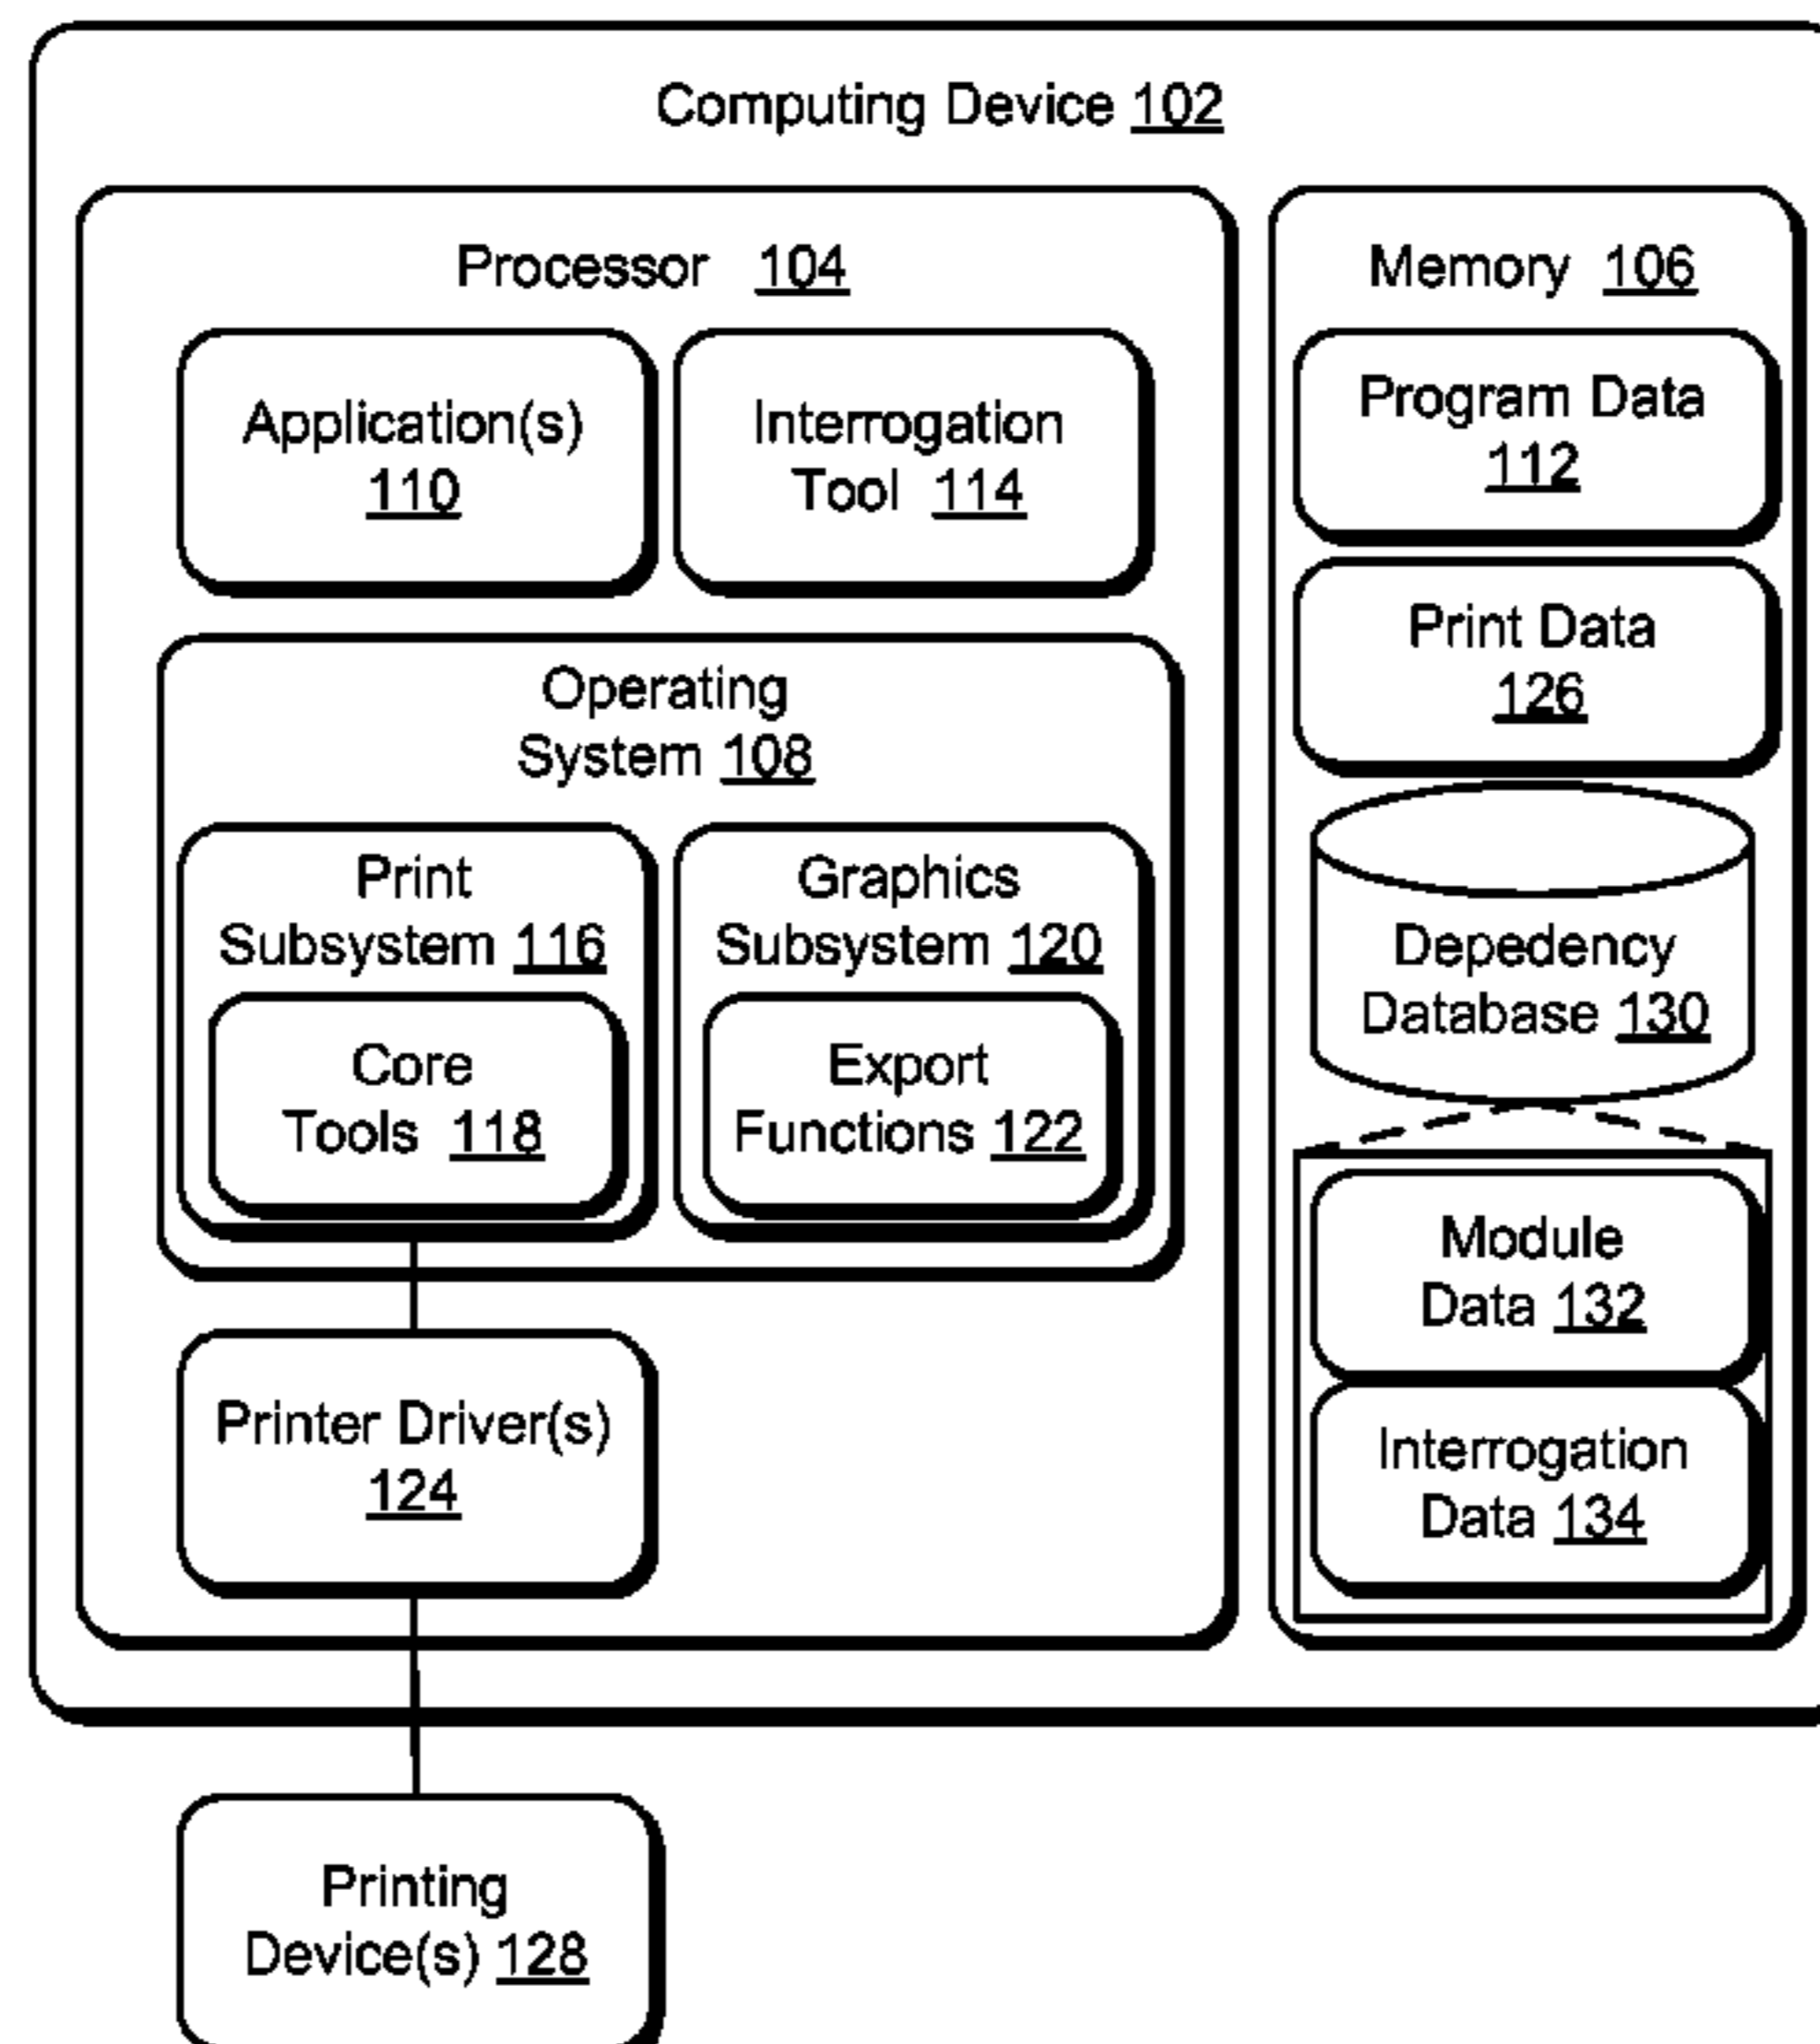 Computing Device 102
Processor 104
Application(s)
110
Interrogation
Tool 114
Operating
System 108
Print
Subsystem 116
Core
Tools 118
Graphics
Subsystem 120
Export
Functions 122
Printer Driver(s)
124
Memory 106
Program Data
112
Print Data
126
Depedency
Database 130
Module
Data 132
Interrogation
Data 134
Printing
Device(s) 128